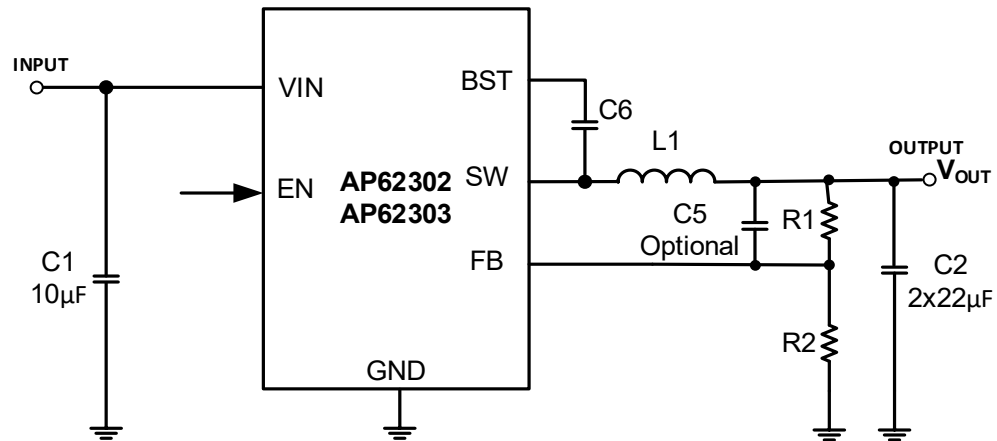 INPUT
VIN
BST
C6
L1
OUTPUT
VOUT
EN
AP62302
AP62303
SW
C5
Optional
R1
FB
C1
10µF
C2
2x22µF
R2
GND